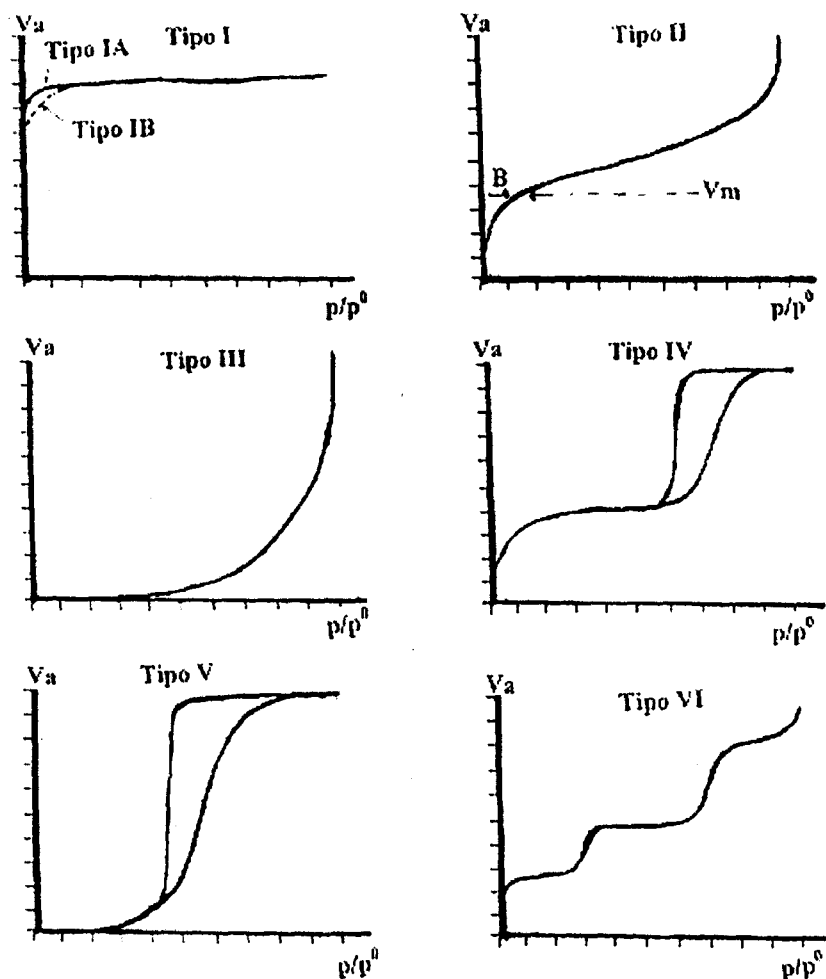 Va
Tipo I
Tipo IA
Tipo IB
p/p⁰
Va
Tipo II
B
Vm
p/p⁰
Va
Tipo III
p/p⁰
Va
Tipo IV
p/p⁰
Va
Tipo V
p/p⁰
Va
Tipo VI
p/p⁰